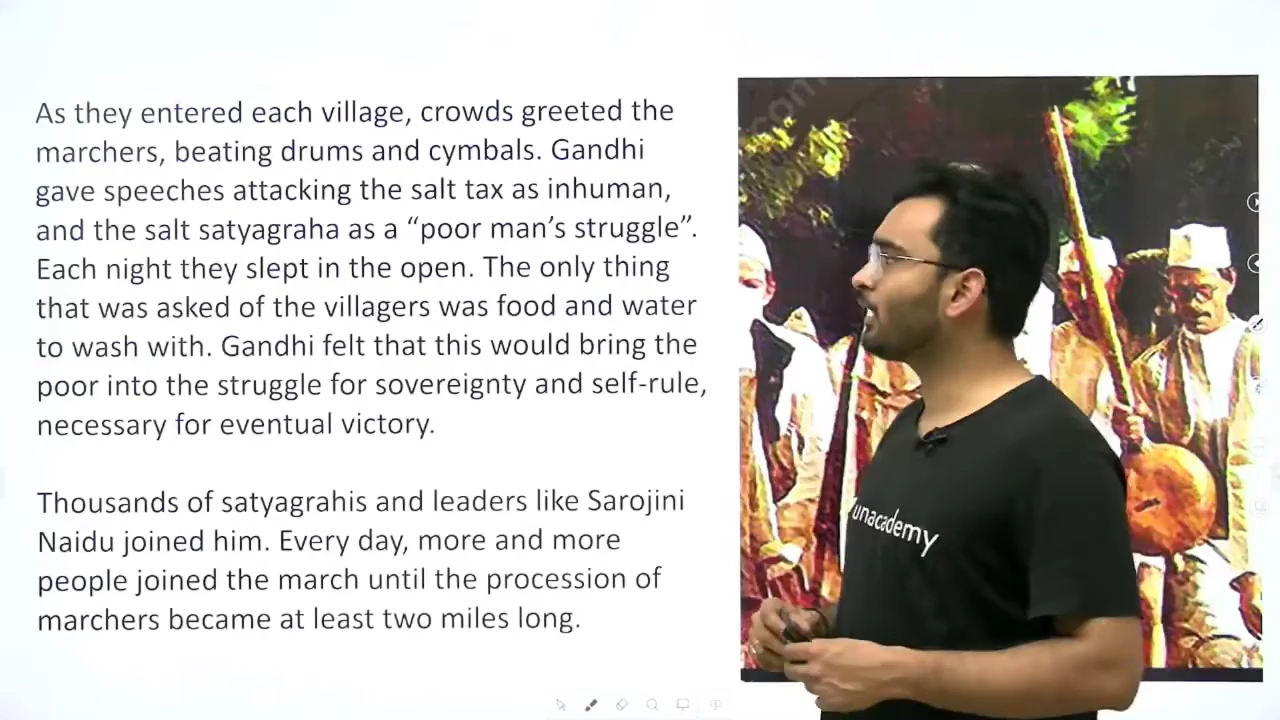 As they entered each village, crowds greeted the
marchers, beating drums and cymbals. Gandhi
gave speeches attacking the salt tax as inhuman,
and the salt satyagraha as a “poor man’s struggle”.
Each night they slept in the open. The only thing
that was asked of the villagers was food and water
to wash with. Gandhi felt that this would bring the
poor into the struggle for sovereignty and self-rule,
necessary for eventual victory.
Thousands of satyagrahis and leaders like Sarojini
Naidu joined him. Every day, more and more
people joined the march until the procession of
marchers became at least two miles long.
unacademy